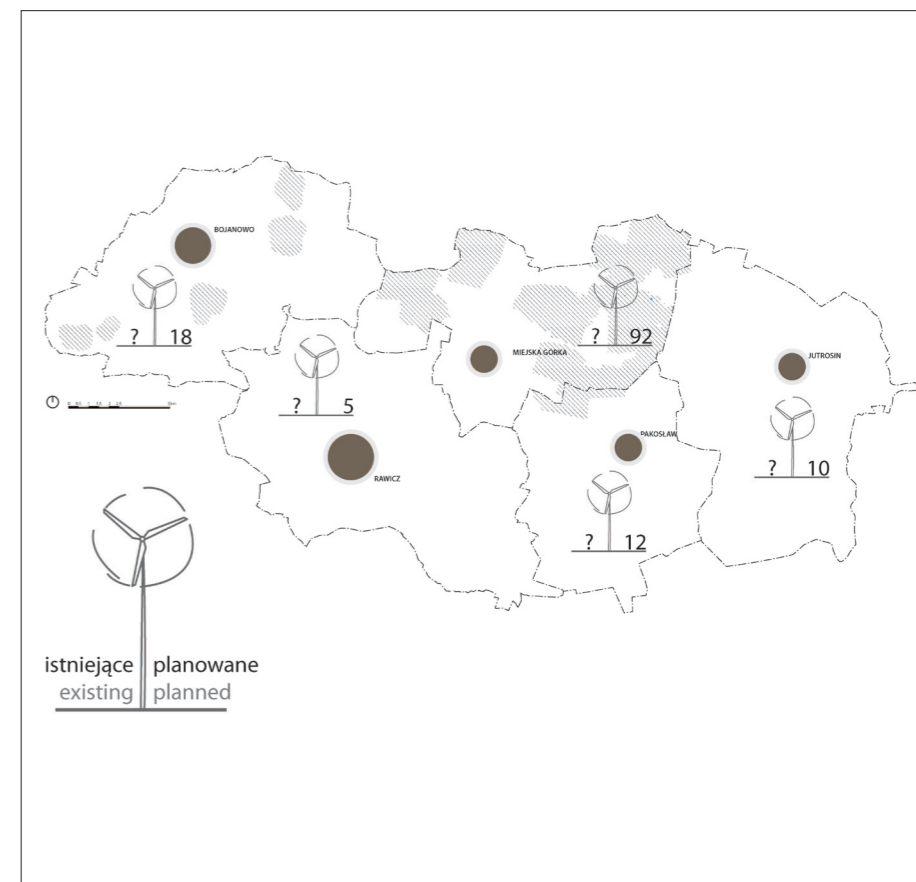 BOJANOWO
? 18
? 5
MIEJSKA GÓRKA
? 92
JUTROSIN
RAWICZ
PAKOSŁAW
? 10
? 12
istniejące planowane
existing planned